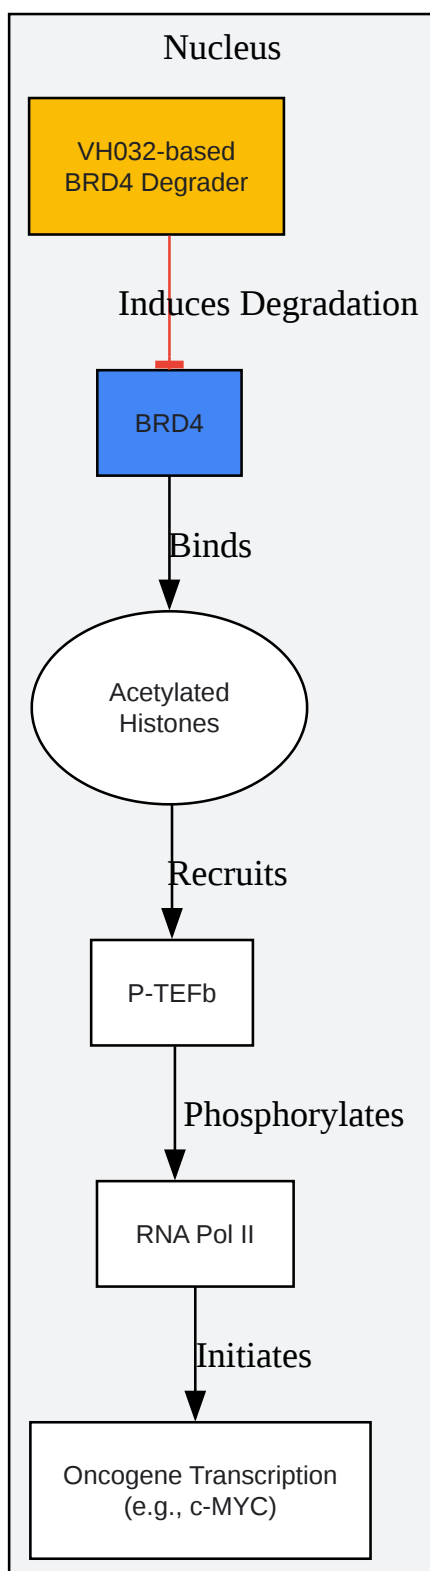 Nucleus
VH032-based
BRD4 Degrader
Induces Degradation
BRD4
Binds
Acetylated
Histones
Recruits
P-TEFb
Phosphorylates
RNA Pol II
Initiates
Oncogene Transcription
(e.g., c-MYC)